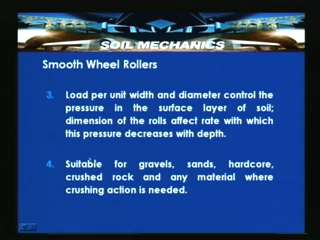 SOIL MECHANICS
Smooth Wheel Rollers
3. Load per unit width and diameter control the
pressure in the surface layer of soil;
dimension of the rolls affect rate with which
this pressure decreases with depth.
4. Suitable for gravels, sands, hardcore,
crushed rock and any material where
crushing action is needed.